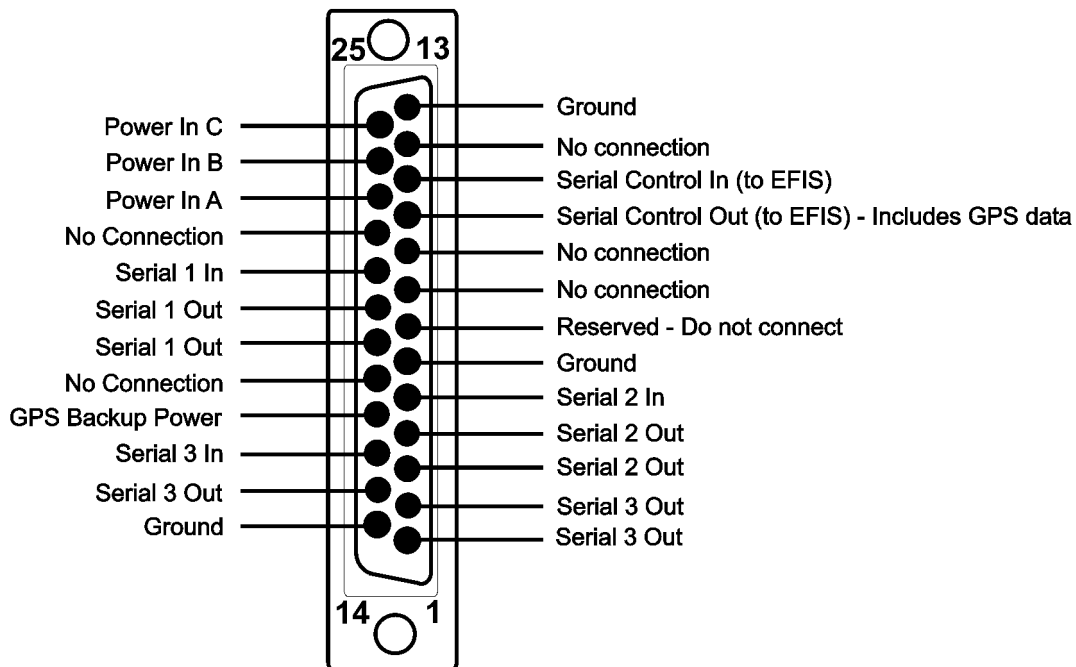 25 13
Power In C
Power In B
Power In A
No Connection
Serial 1 In
Serial 1 Out
Serial 1 Out
No Connection
GPS Backup Power
Serial 3 In
Serial 3 Out
Ground
Ground
No connection
Serial Control In (to EFIS)
Serial Control Out (to EFIS) - Includes GPS data
No connection
No connection
Reserved - Do not connect
Ground
Serial 2 In
Serial 2 Out
Serial 2 Out
Serial 3 Out
Serial 3 Out
14 1